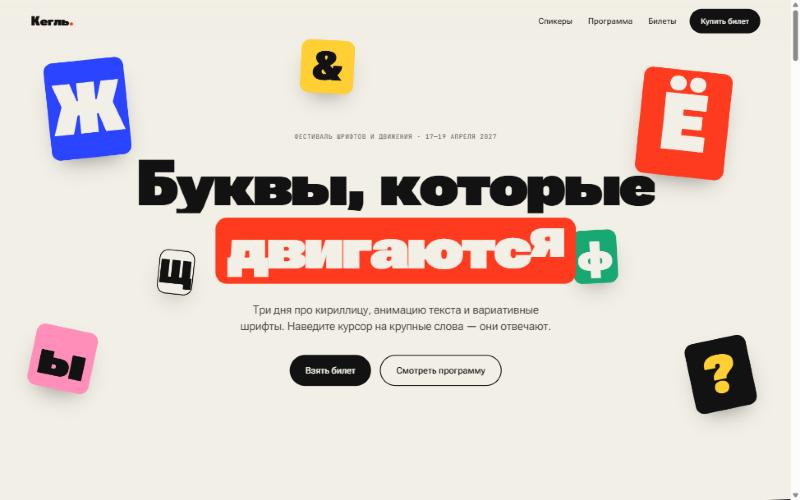 Кегль.
Спикеры
Программа
Билеты
Купить билет
Ж
&
Ё
ФЕСТИВАЛЬ ШРИФТОВ И ДВИЖЕНИЯ · 17–19 АПРЕЛЯ 2027
Буквы, которые
двигаются
Ф
Щ
Три дня про кириллицу, анимацию текста и вариативные
шрифты. Наведите курсор на крупные слова — они отвечают.
Ы
?
Взять билет
Смотреть программу